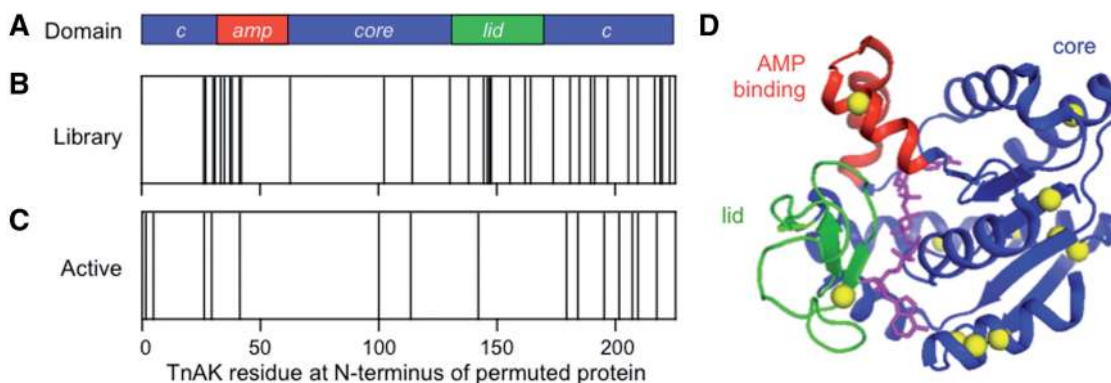 A
Domain
c
amp
core
lid
c
B
Library
C
Active
0
50
100
150
200
TnAK residue at N-terminus of permuted protein
D
AMP
binding
core
lid